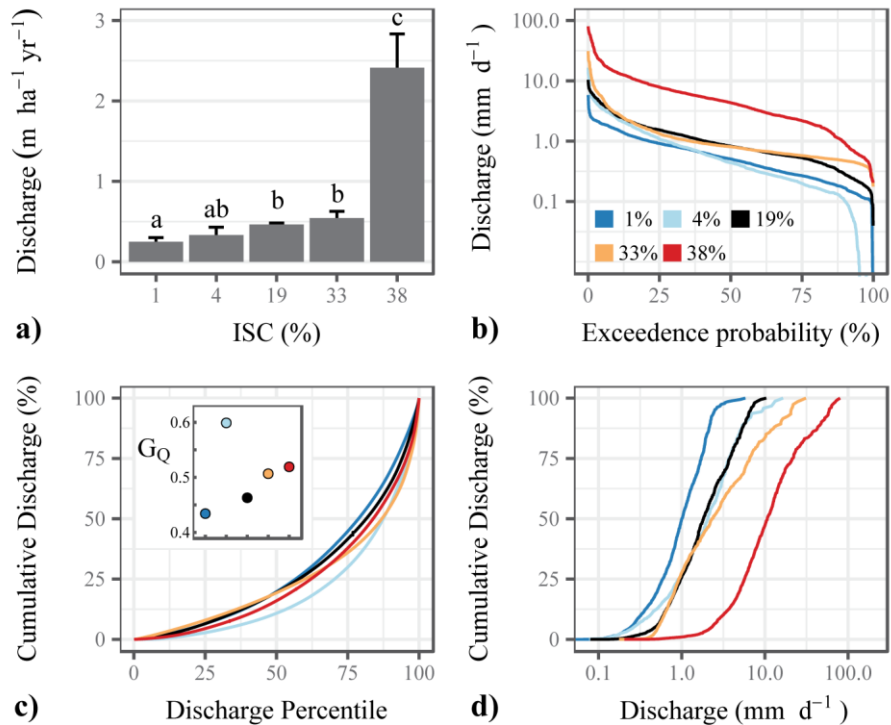 Discharge (m ha⁻¹ yr⁻¹)
3
2
1
0
a
ab
b
b
c
1
4
19
33
38
a)
ISC (%)
Discharge (mm d⁻¹)
100.0
10.0
1.0
0.1
1%
4%
19%
33%
38%
0
25
50
75
100
b)
Exceedence probability (%)
Cumulative Discharge (%)
100
75
50
25
0
G_Q
0.6
0.5
0.4
0
25
50
75
100
c)
Discharge Percentile
Cumulative Discharge (%)
100
75
50
25
0
0.1
1.0
10.0
100.0
d)
Discharge (mm d⁻¹)